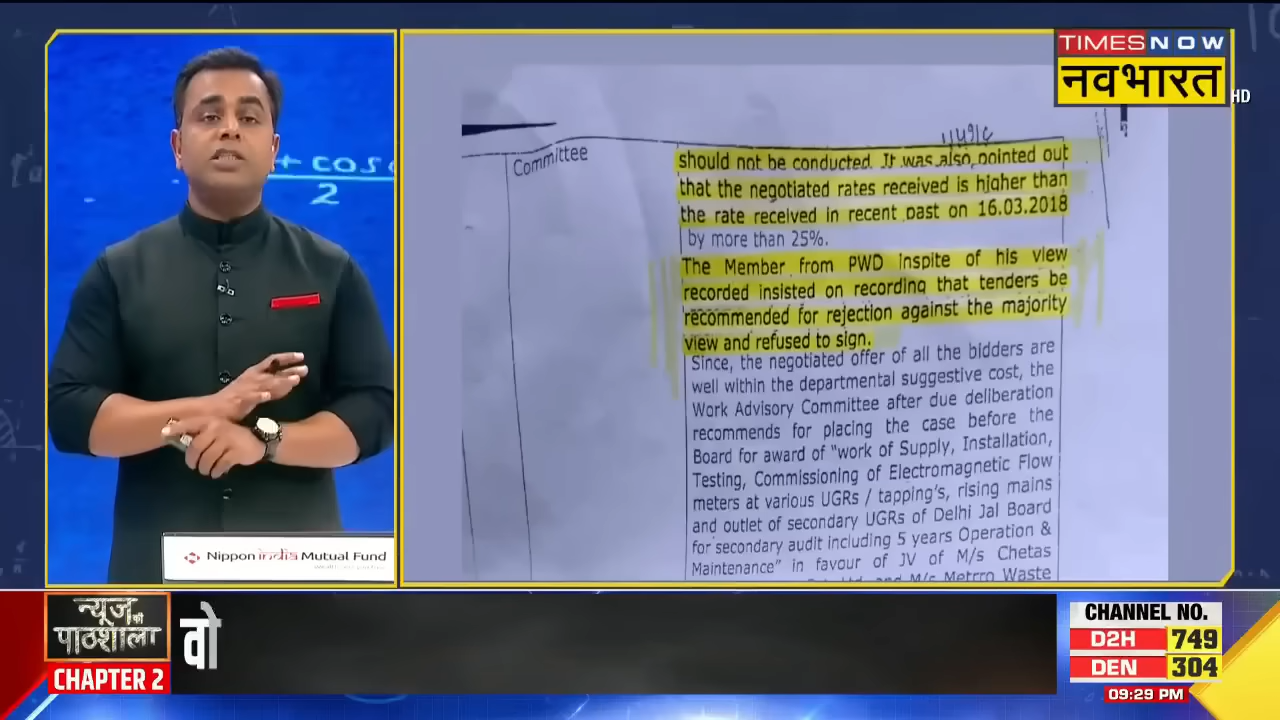 TIMES NOW
नवभारत
HD
+ cos
2
Committee
should not be conducted. It was also pointed out
that the negotiated rates received is higher than
the rate received in recent past on 16.03.2018
by more than 25%.
The Member from PWD inspite of his view
recorded insisted on recording that tenders be
recommended for rejection against the majority
view and refused to sign.
Since, the negotiated offer of all the bidders are
well within the departmental suggestive cost, the
Work Advisory Committee after due deliberation
recommends for placing the case before the
Board for award of "work of Supply, Installation,
Testing, Commissioning of Electromagnetic Flow
meters at various UGRs / tapping's, rising mains
and outlet of secondary UGRs of Delhi Jal Board
for secondary audit including 5 years Operation &
Maintenance" in favour of JV of M/s Chetas
Ltd. and M/s Metrro Waste
Nippon india Mutual Fund
न्यूज़ की
पाठशाला
CHAPTER 2
वो
CHANNEL NO.
D2H 749
DEN 304
09:29 PM